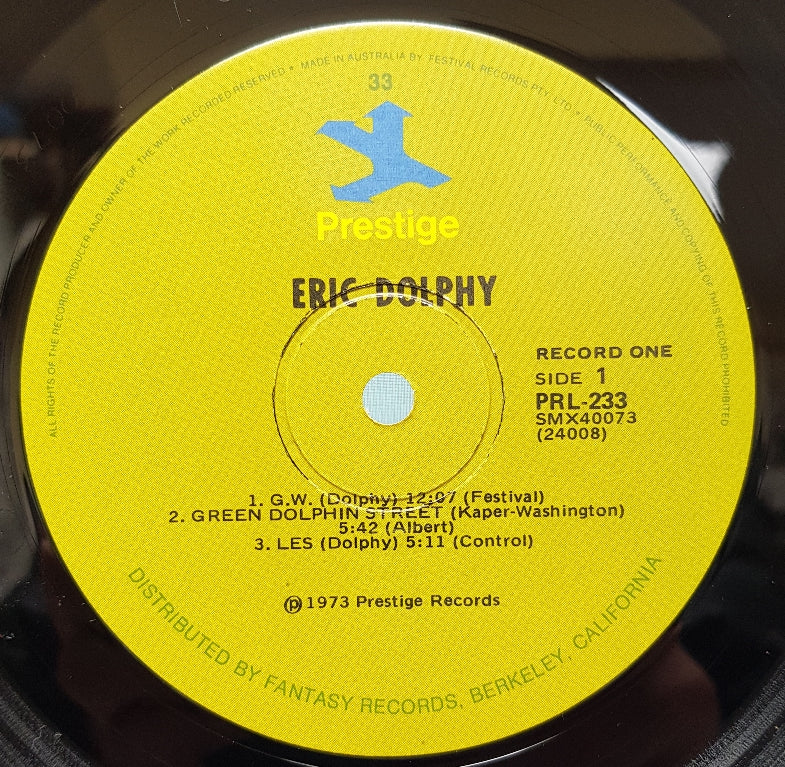 ALL RIGHTS OF THE RECORD PRODUCER AND OWNER OF THE WORK RECORDED RESERVED • MADE IN AUSTRALIA BY FESTIVAL RECORDS PTY. LTD • PUBLIC PERFORMANCE AND COPYING OF THIS RECORD PROHIBITED
33
Prestige
ERIC DOLPHY
RECORD ONE
SIDE 1
PRL-233
SMX40073
(24008)
1. G.W. (Dolphy) 12:07 (Festival)
2. GREEN DOLPHIN STREET (Kaper-Washington)
5:42 (Albert)
3. LES (Dolphy) 5:11 (Control)
℗ 1973 Prestige Records
DISTRIBUTED BY FANTASY RECORDS, BERKELEY, CALIFORNIA